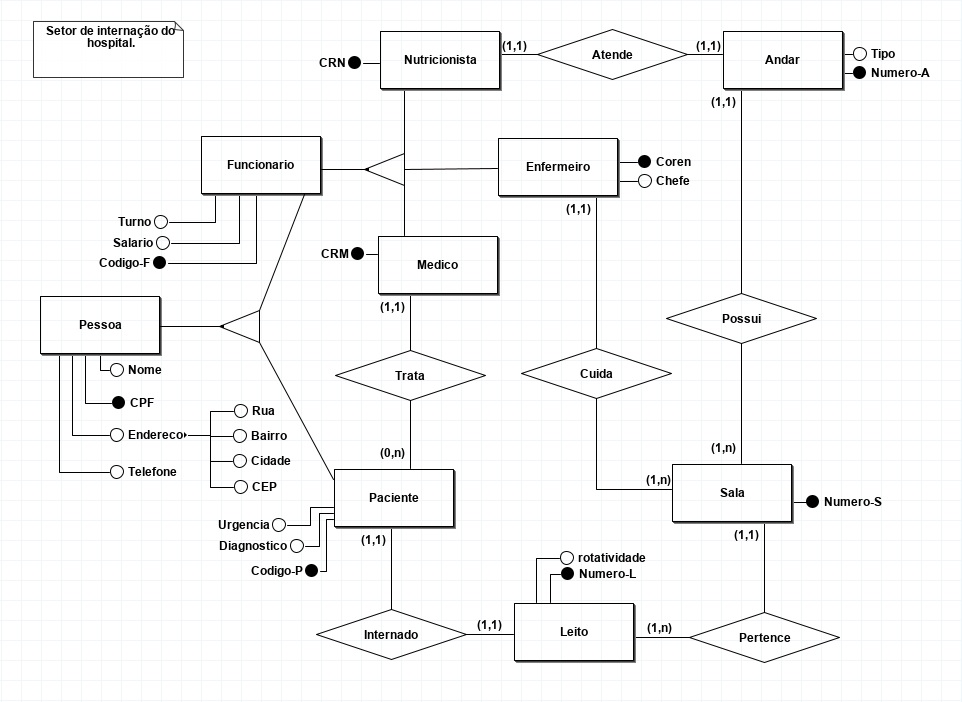 Setor de internação do
hospital.
CRN
Nutricionista
(1,1)
Atende
(1,1)
Andar
Tipo
Numero-A
(1,1)
Funcionario
Enfermeiro
Coren
Chefe
(1,1)
Turno
Salario
Codigo-F
CRM
Medico
(1,1)
Pessoa
Possui
Nome
CPF
Endereco
Telefone
Rua
Bairro
Cidade
CEP
Trata
Cuida
(0,n)
(1,n)
(1,n)
Paciente
Sala
Numero-S
Urgencia
Diagnostico
Codigo-P
(1,1)
(1,1)
rotatividade
Numero-L
Internado
(1,1)
Leito
(1,n)
Pertence